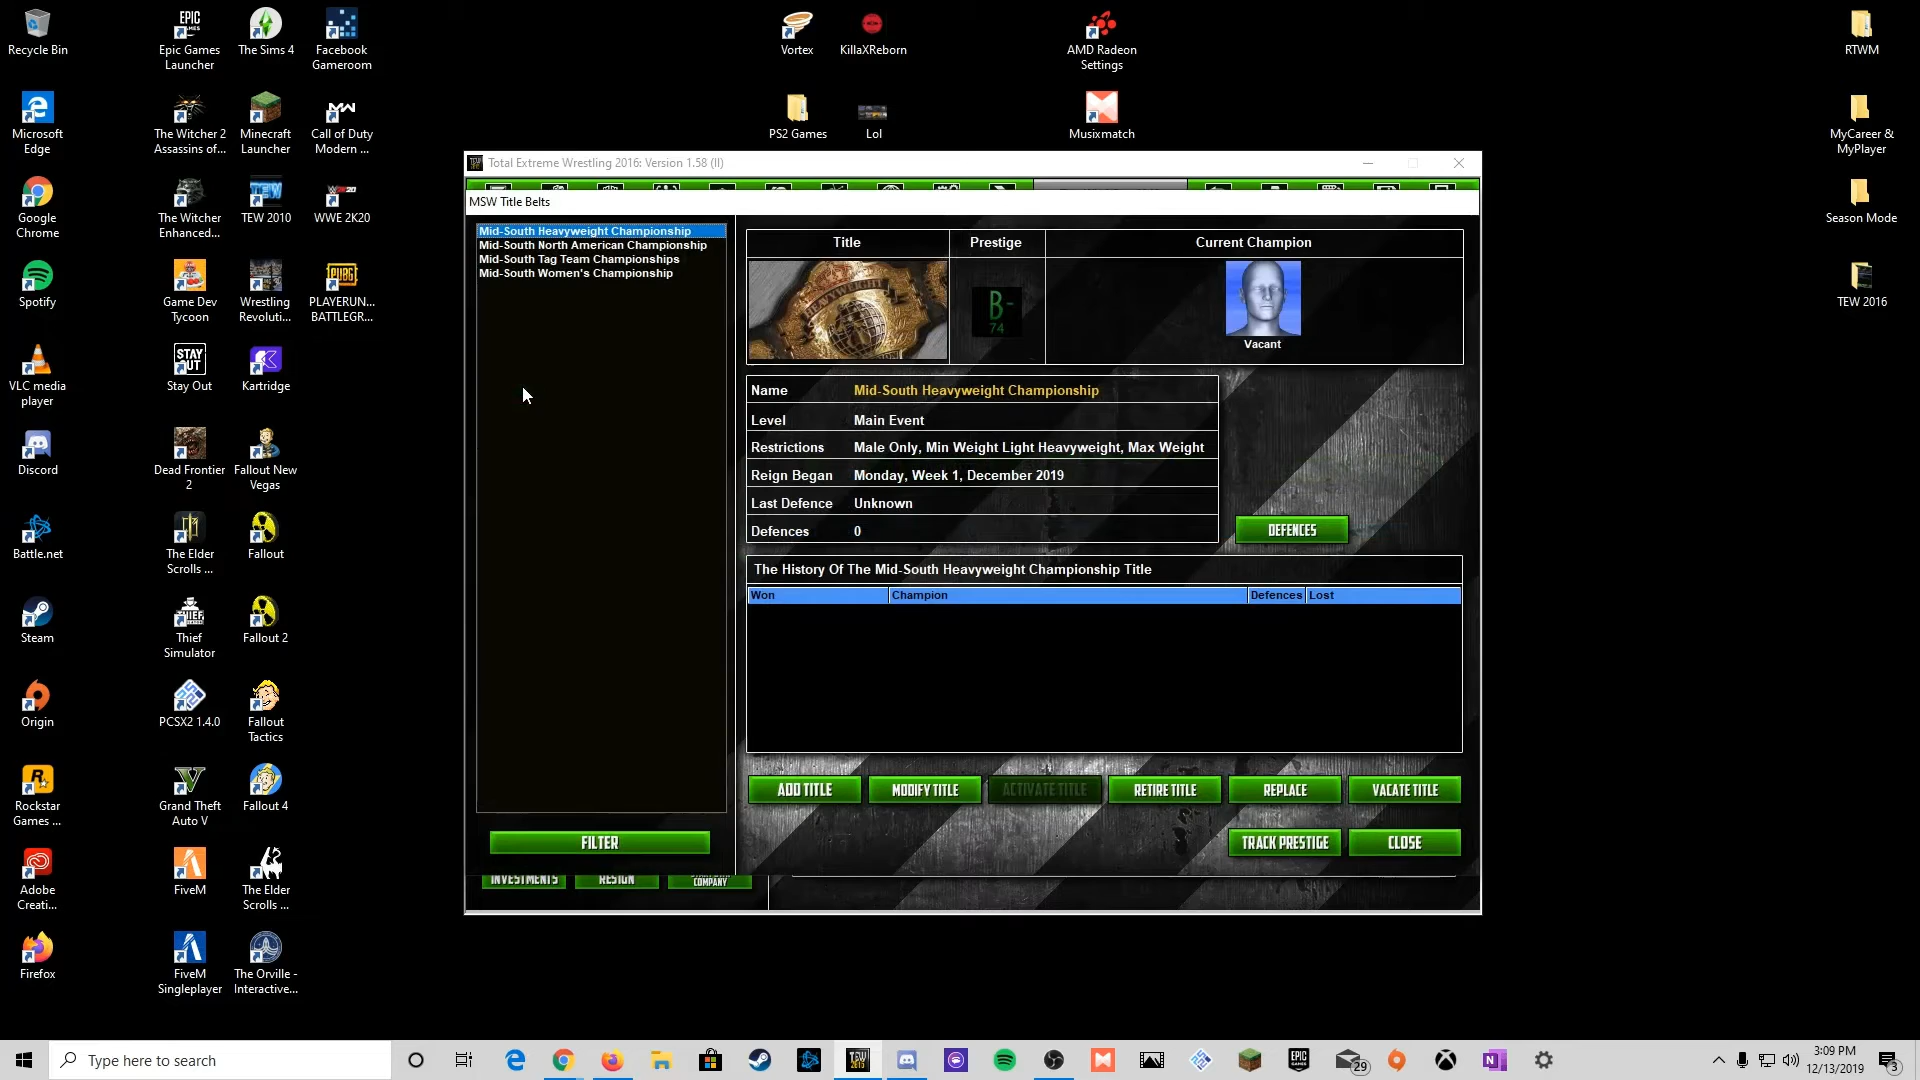 Recycle Bin
Microsoft
Edge
Google
Chrome
Spotify
VLC media
player
Discord
Battle.net
Steam
Origin
Rockstar
Games ...
Adobe
Creati...
Firefox
Epic Games
Launcher
The Witcher 2
Assassins of...
The Witcher
Enhanced...
Game Dev
Tycoon
Stay Out
Dead Frontier
2
The Elder
Scrolls ...
Thief
Simulator
PCSX2 1.4.0
Grand Theft
Auto V
FiveM
FiveM
Singleplayer
The Sims 4
Minecraft
Launcher
TEW 2010
Wrestling
Revoluti...
Kartridge
Fallout New
Vegas
Fallout
Fallout 2
Fallout
Tactics
Fallout 4
The Elder
Scrolls ...
The Orville -
Interactive...
Facebook
Gameroom
Call of Duty
Modern ...
WWE 2K20
PLAYERUN...
BATTLEGR...
Vortex
KillaXReborn
PS2 Games
Lol
AMD Radeon
Settings
Musixmatch
RTWM
MyCareer &
MyPlayer
Season Mode
TEW 2016
Total Extreme Wrestling 2016: Version 1.58 (II)
MSW Title Belts
Mid-South Heavyweight Championship
Mid-South North American Championship
Mid-South Tag Team Championships
Mid-South Women's Championship
FILTER
Title
Prestige
Current Champion
HEAVYWEIGHT
B-
74
Vacant
Name Mid-South Heavyweight Championship
Level Main Event
Restrictions Male Only, Min Weight Light Heavyweight, Max Weight
Reign Began Monday, Week 1, December 2019
Last Defence Unknown
Defences 0
DEFENCES
The History Of The Mid-South Heavyweight Championship Title
Won Champion Defences Lost
ADD TITLE MODIFY TITLE ACTIVATE TITLE RETIRE TITLE REPLACE VACATE TITLE
TRACK PRESTIGE CLOSE
INVESTMENTS RESIGN COMPANY
Type here to search
29
3:09 PM
12/13/2019
3